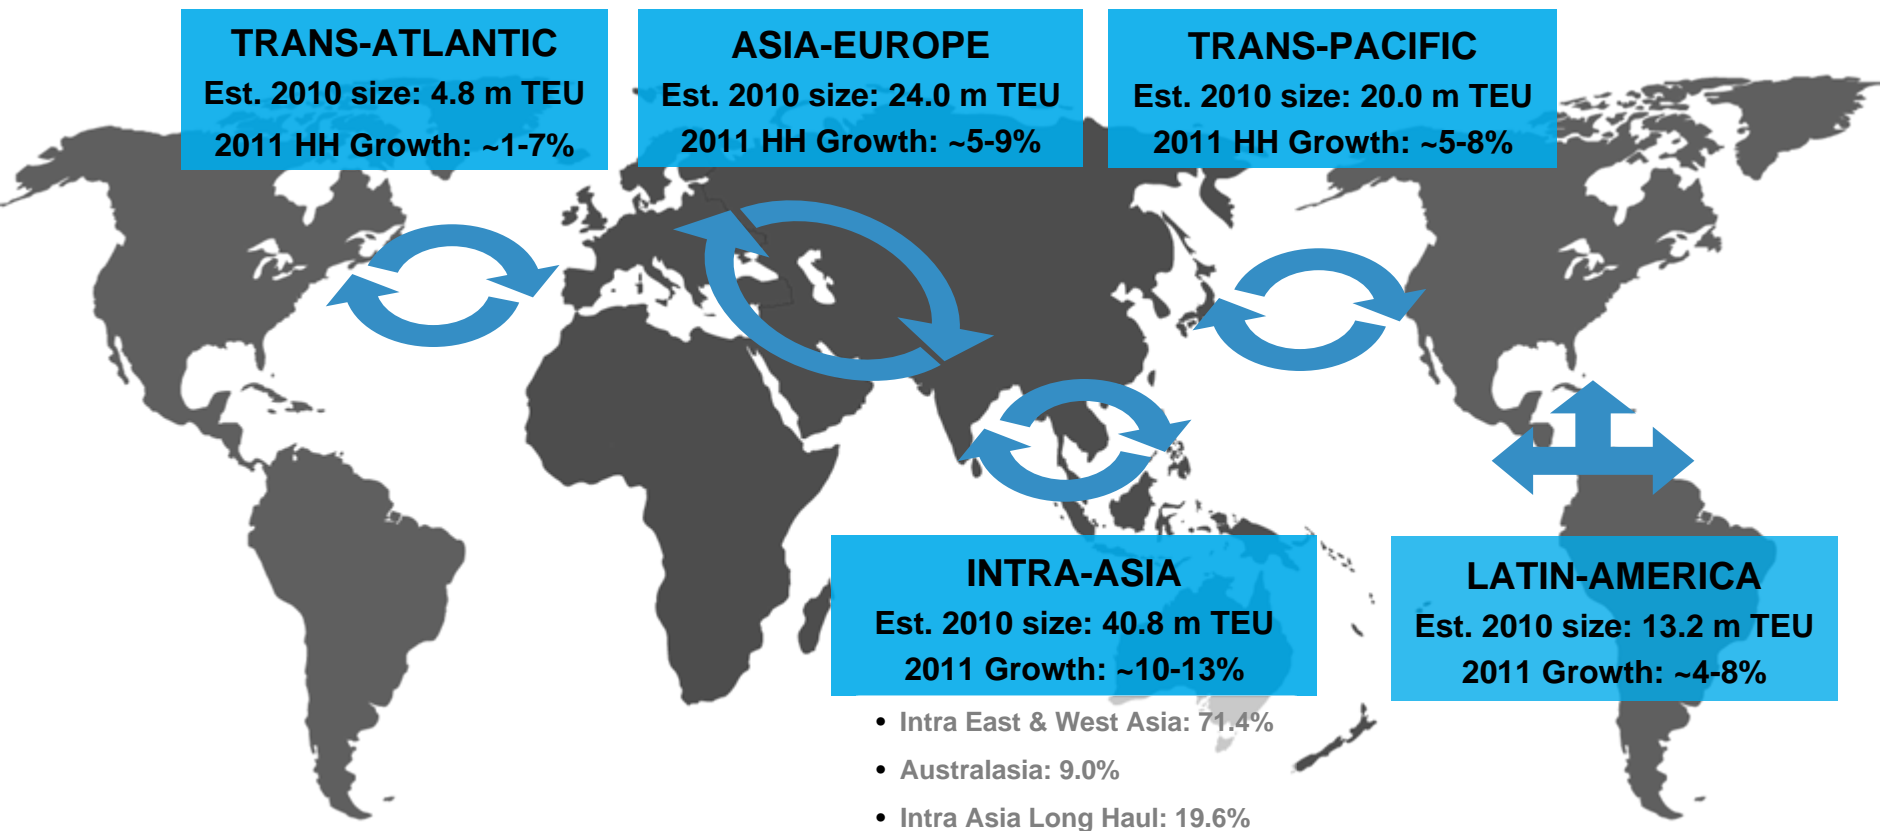 TRANS-ATLANTIC
Est. 2010 size: 4.8 m TEU
2011 HH Growth: ~1-7%
ASIA-EUROPE
Est. 2010 size: 24.0 m TEU
2011 HH Growth: ~5-9%
TRANS-PACIFIC
Est. 2010 size: 20.0 m TEU
2011 HH Growth: ~5-8%
INTRA-ASIA
Est. 2010 size: 40.8 m TEU
2011 Growth: ~10-13%
• Intra East & West Asia: 71.4%
• Australasia: 9.0%
• Intra Asia Long Haul: 19.6%
LATIN-AMERICA
Est. 2010 size: 13.2 m TEU
2011 Growth: ~4-8%